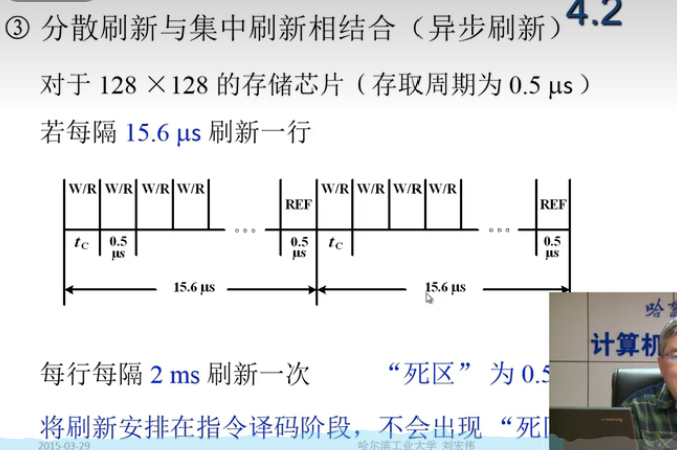 4.2
③ 分散刷新与集中刷新相结合（异步刷新）
对于 128 ×128 的存储芯片（存取周期为 0.5 μs）
若每隔 15.6 μs 刷新一行
W/R W/R W/R W/R REF W/R W/R W/R W/R REF
tC 0.5 μs 0.5 μs tC 0.5 μs
15.6 μs 15.6 μs
哈
计算机
每行每隔 2 ms 刷新一次 “死区” 为 0.5
将刷新安排在指令译码阶段，不会出现 “死
2015-03-29 哈尔滨工业大学 刘宏伟